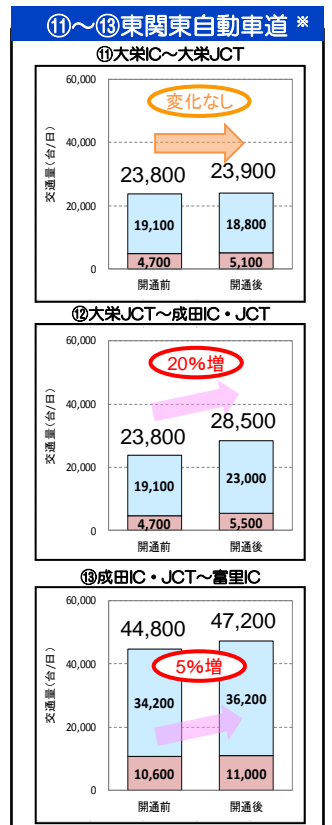 ⑪～⑬東関東自動車道 ※
⑪大栄IC～大栄JCT
交通量(台/日)
60,000
40,000
20,000
0
変化なし
23,800
23,900
19,100
18,800
4,700
5,100
開通前
開通後
⑫大栄JCT～成田IC・JCT
交通量(台/日)
60,000
40,000
20,000
0
20%増
23,800
28,500
19,100
23,000
4,700
5,500
開通前
開通後
⑬成田IC・JCT～富里IC
交通量(台/日)
60,000
40,000
20,000
0
44,800
47,200
5%増
34,200
36,200
10,600
11,000
開通前
開通後